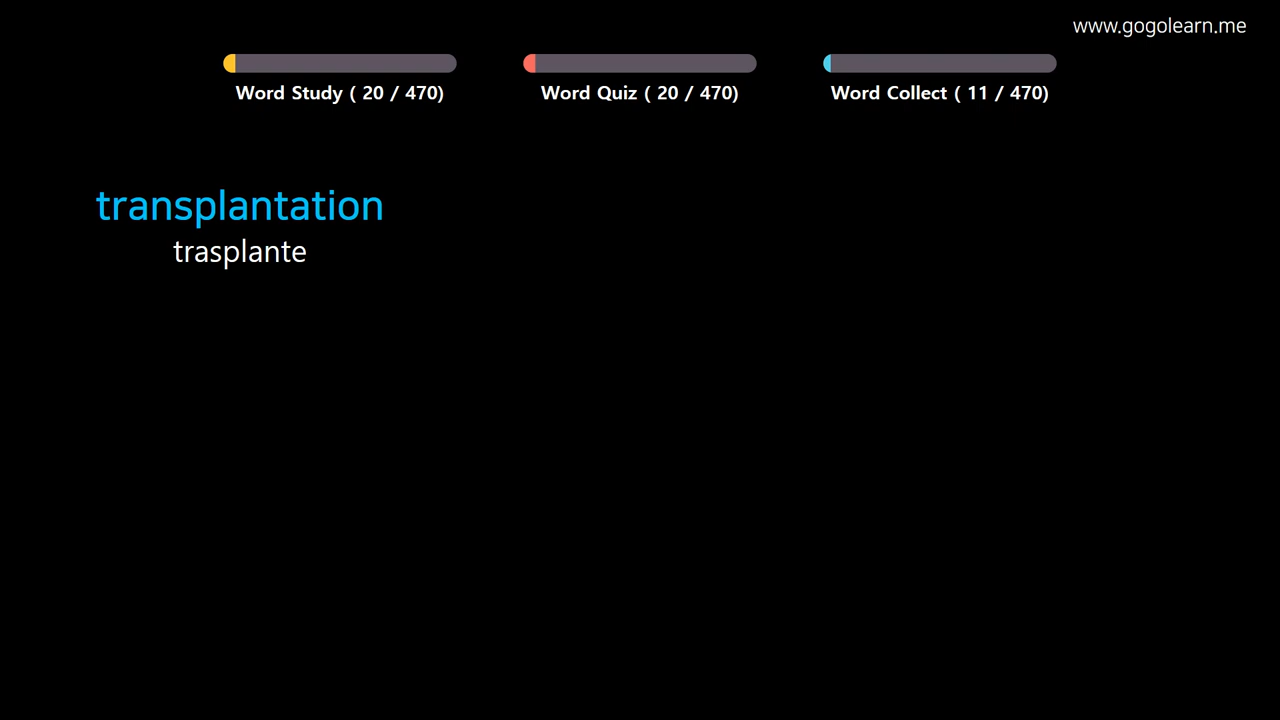 www.gogolearn.me
Word Study ( 20 / 470)
Word Quiz ( 20 / 470)
Word Collect ( 11 / 470)
transplantation
trasplante